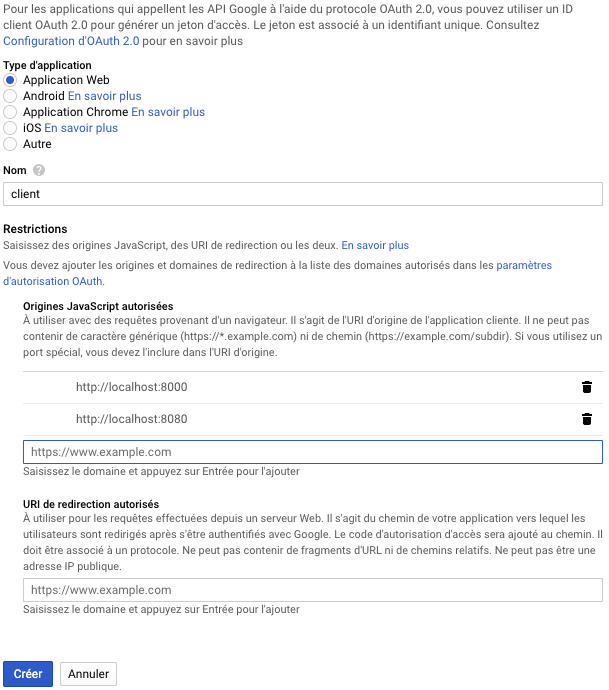 Pour les applications qui appellent les API Google à l'aide du protocole OAuth 2.0, vous pouvez utiliser un ID
client OAuth 2.0 pour générer un jeton d'accès. Le jeton est associé à un identifiant unique. Consultez
Configuration d'OAuth 2.0 pour en savoir plus
Type d'application
Application Web
Android En savoir plus
Application Chrome En savoir plus
iOS En savoir plus
Autre
Nom ?
client
Restrictions
Saisissez des origines JavaScript, des URI de redirection ou les deux. En savoir plus
Vous devez ajouter les origines et domaines de redirection à la liste des domaines autorisés dans les paramètres
d'autorisation OAuth.
Origines JavaScript autorisées
À utiliser avec des requêtes provenant d'un navigateur. Il s'agit de l'URI d'origine de l'application cliente. Il ne peut pas
contenir de caractère générique (https://*.example.com) ni de chemin (https://example.com/subdir). Si vous utilisez un
port spécial, vous devez l'inclure dans l'URI d'origine.
http://localhost:8000
http://localhost:8080
https://www.example.com
Saisissez le domaine et appuyez sur Entrée pour l'ajouter
URI de redirection autorisés
À utiliser pour les requêtes effectuées depuis un serveur Web. Il s'agit du chemin de votre application vers lequel les
utilisateurs sont redirigés après s'être authentifiés avec Google. Le code d'autorisation d'accès sera ajouté au chemin. Il
doit être associé à un protocole. Ne peut pas contenir de fragments d'URL ni de chemins relatifs. Ne peut pas être une
adresse IP publique.
https://www.example.com
Saisissez le domaine et appuyez sur Entrée pour l'ajouter
Créer
Annuler